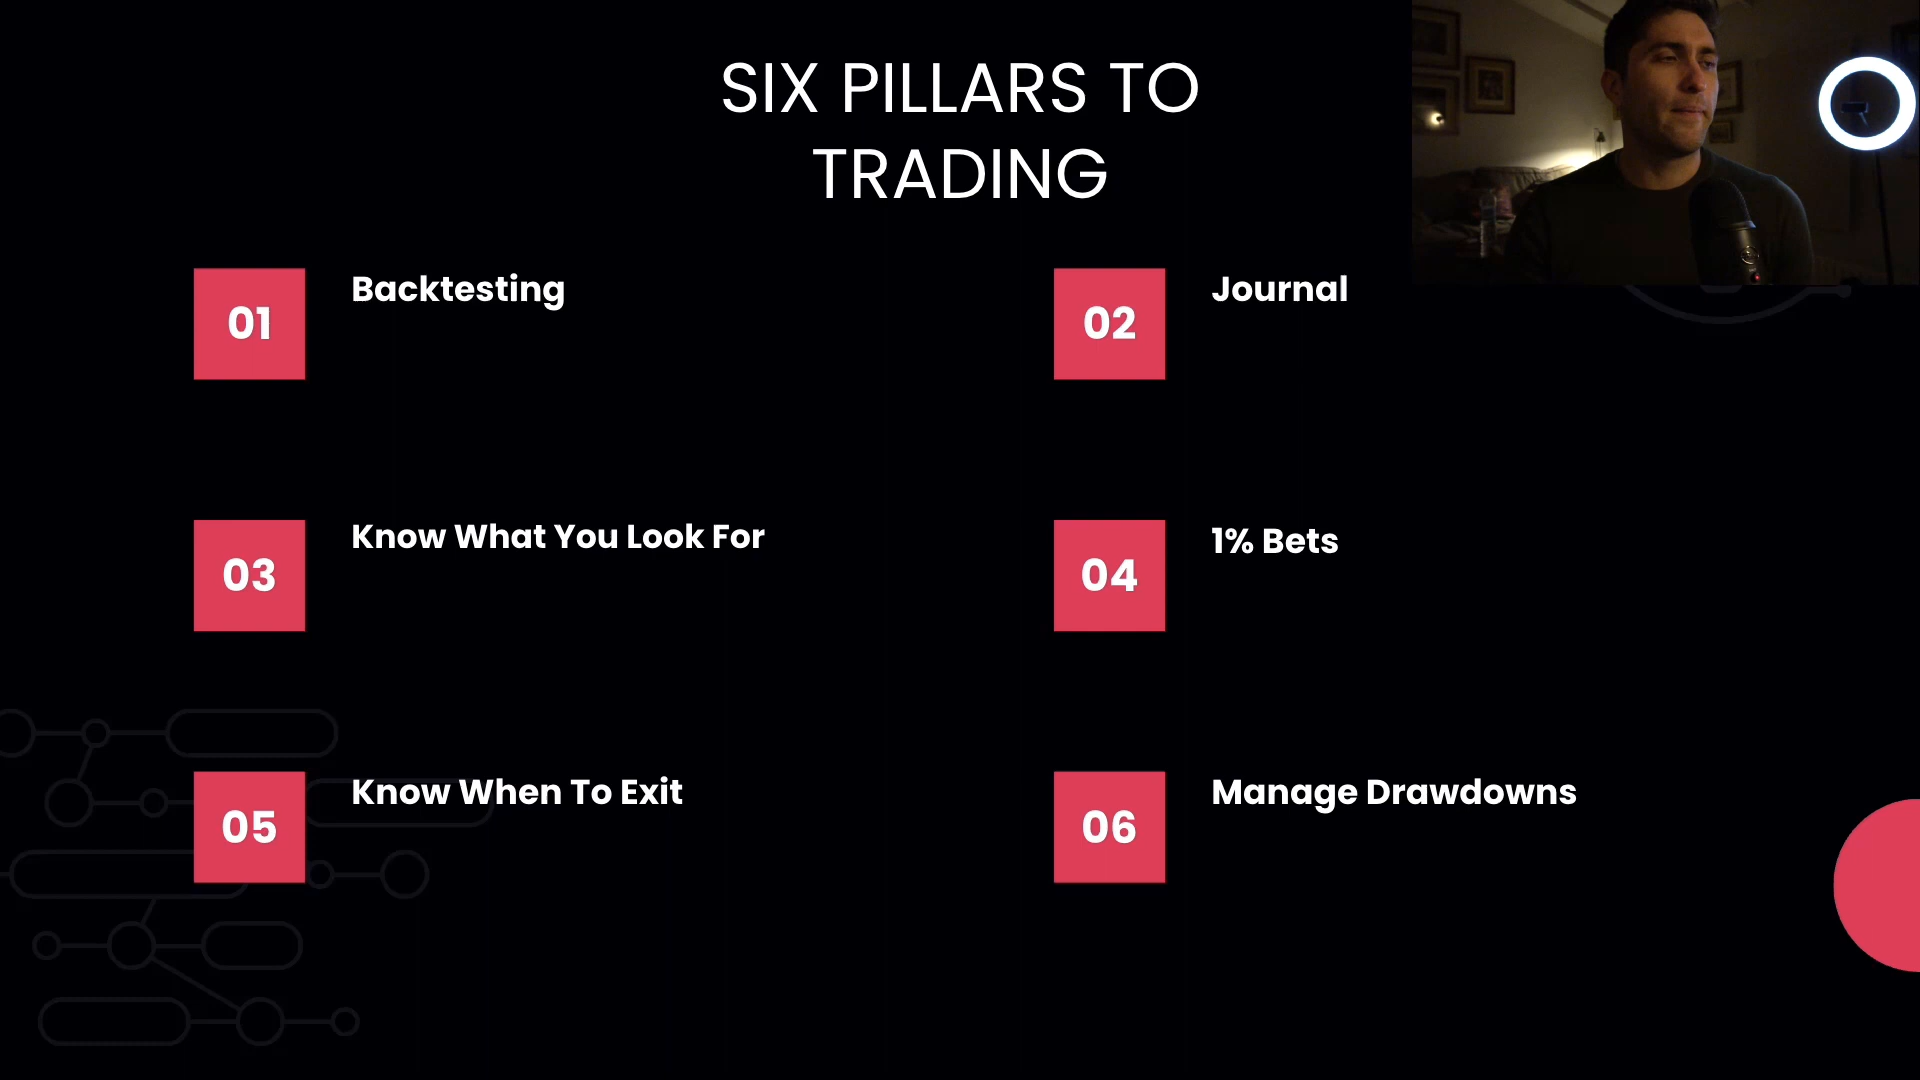 SIX PILLARS TO
TRADING
01
Backtesting
02
Journal
03
Know What You Look For
04
1% Bets
05
Know When To Exit
06
Manage Drawdowns